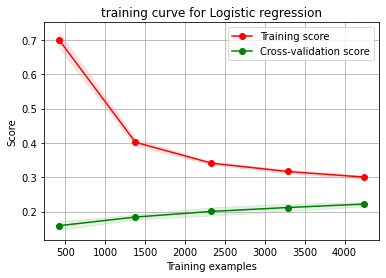 training curve for Logistic regression
Training score
Cross-validation score
Score
0.7
0.6
0.5
0.4
0.3
0.2
500 1000 1500 2000 2500 3000 3500 4000
Training examples